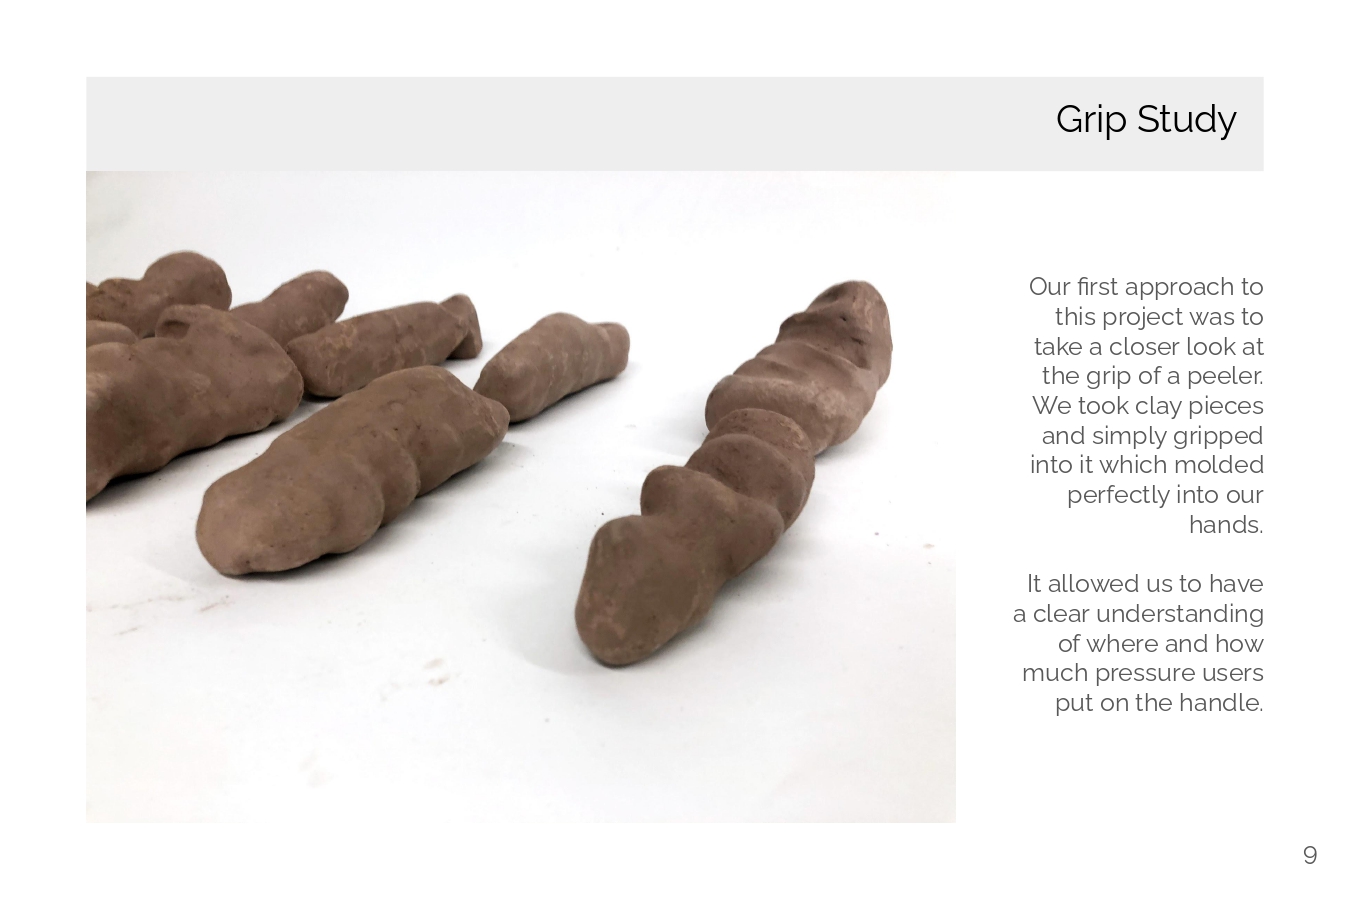 Grip Study
Our first approach to
this project was to
take a closer look at
the grip of a peeler.
We took clay pieces
and simply gripped
into it which molded
perfectly into our
hands.
It allowed us to have
a clear understanding
of where and how
much pressure users
put on the handle.
9